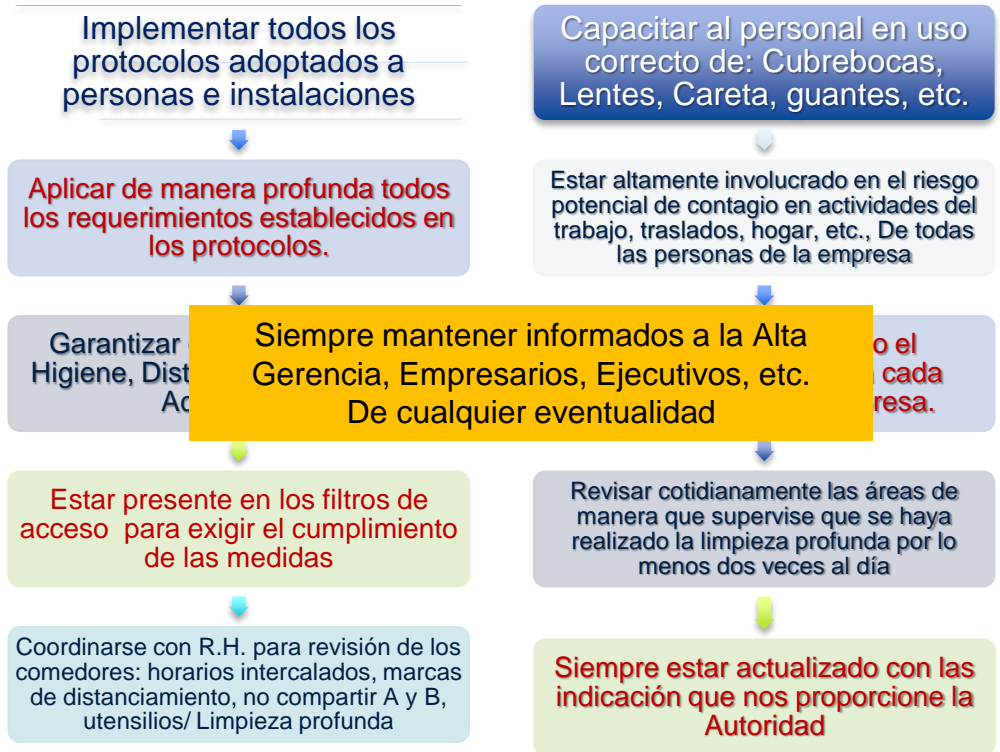 Implementar todos los
protocolos adoptados a
personas e instalaciones
Aplicar de manera profunda todos
los requerimientos establecidos en
los protocolos.
Garantizar
Higiene,
Estar presente en los filtros de
acceso para exigir el cumplimiento
de las medidas
Coordinarse con R.H. para revisión de los
comedores: horarios intercalados, marcas
de distanciamiento, no compartir A y B,
utensilios/ Limpieza profunda
Capacitar al personal en uso
correcto de: Cubrebocas,
Lentes, Careta, guantes, etc.
Estar altamente involucrado en el riesgo
potencial de contagio en actividades del
trabajo, traslados, hogar, etc., De todas
las personas de la empresa
el
cada
Revisar cotidianamente las áreas de
manera que supervise que se haya
realizado la limpieza profunda por lo
menos dos veces al día
Siempre estar actualizado con las
indicación que nos proporcione la
Autoridad
Siempre mantener informados a la Alta
Gerencia, Empresarios, Ejecutivos, etc.
De cualquier eventualidad